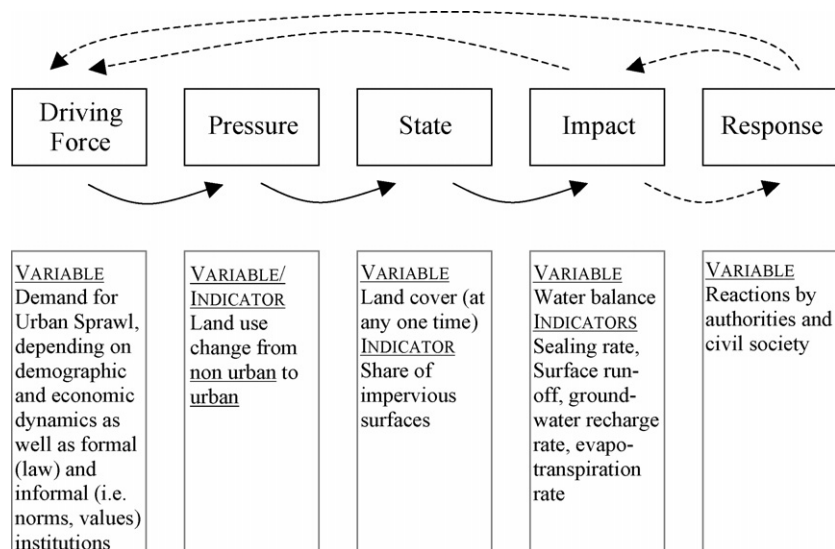 Driving
Force
Pressure
State
Impact
Response
VARIABLE
Demand for
Urban Sprawl,
depending on
demographic
and economic
dynamics as
well as formal
(law) and
informal (i.e.
norms, values)
institutions
VARIABLE/
INDICATOR
Land use
change from
non urban to
urban
VARIABLE
Land cover (at
any one time)
INDICATOR
Share of
impervious
surfaces
VARIABLE
Water balance
INDICATORS
Sealing rate,
Surface run-
off, ground-
water recharge
rate, evapo-
transpiration
rate
VARIABLE
Reactions by
authorities and
civil society